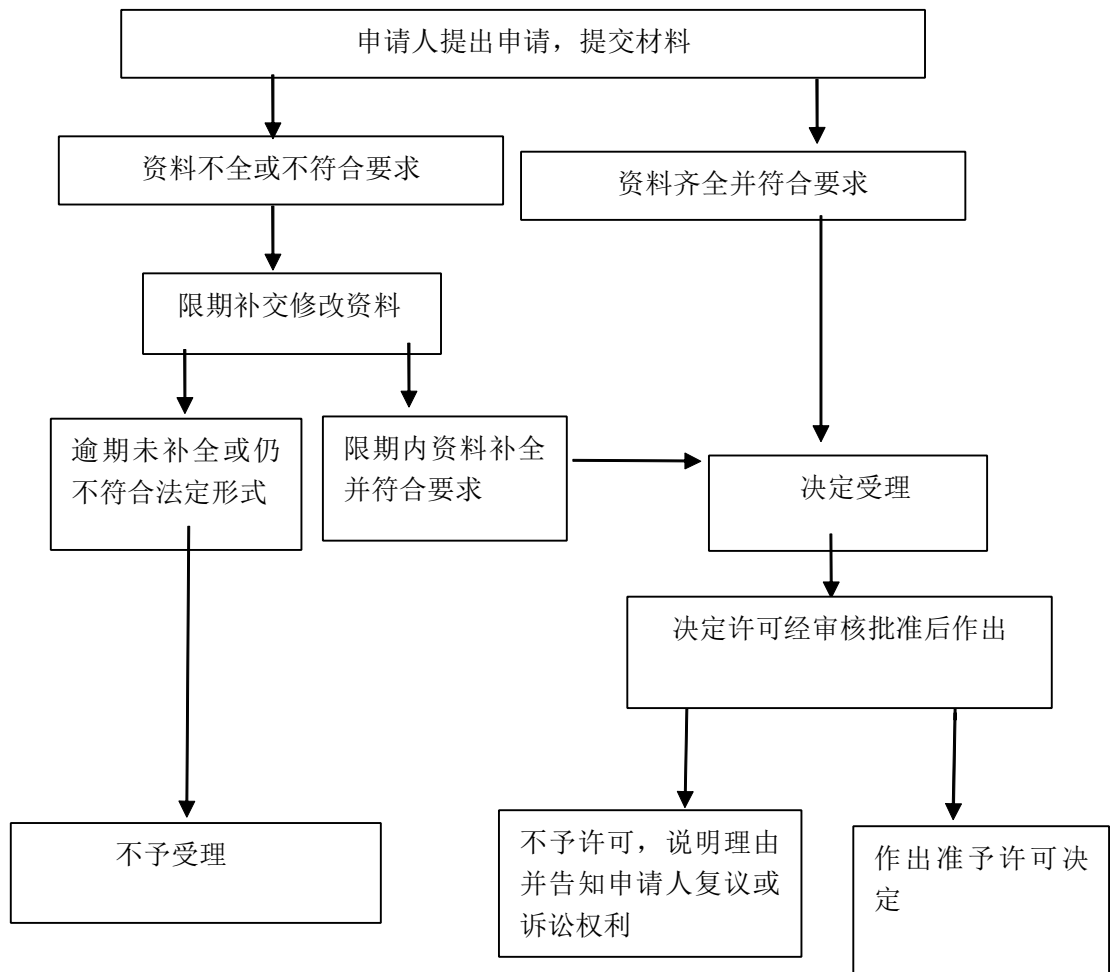 申请人提出申请，提交材料
资料不全或不符合要求
资料齐全并符合要求
限期补交修改资料
逾期未补全或仍
不符合法定形式
限期内资料补全
并符合要求
决定受理
决定许可经审核批准后作出
不予受理
不予许可，说明理由
并告知申请人复议或
诉讼权利
作出准予许可决
定